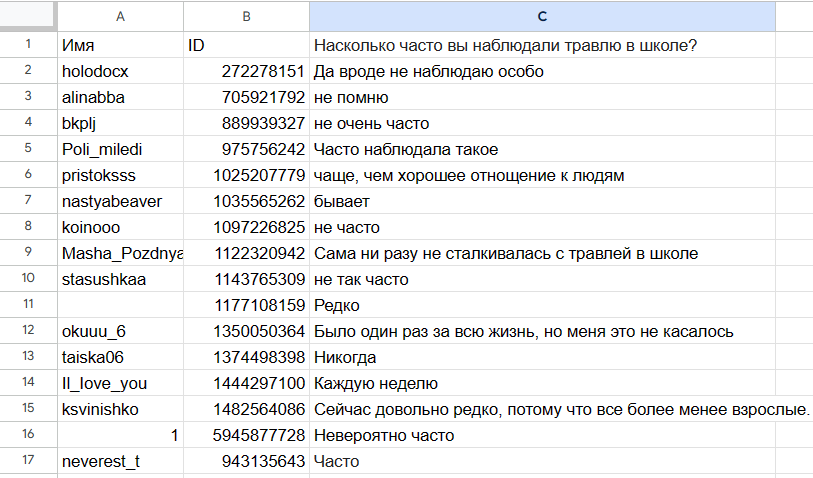 A B C
1 Имя ID Насколько часто вы наблюдали травлю в школе?
2 holodocx 272278151 Да вроде не наблюдаю особо
3 alinabba 705921792 не помню
4 bkplj 889939327 не очень часто
5 Poli_miledi 975756242 Часто наблюдала такое
6 pristoksss 1025207779 чаще, чем хорошее отнощение к людям
7 nastyabeaver 1035565262 бывает
8 koinooo 1097226825 не часто
9 Masha_Pozdnya 1122320942 Сама ни разу не сталкивалась с травлей в школе
10 stasushkaa 1143765309 не так часто
11 1177108159 Редко
12 okuuu_6 1350050364 Было один раз за всю жизнь, но меня это не касалось
13 taiska06 1374498398 Никогда
14 Il_love_you 1444297100 Каждую неделю
15 ksvinishko 1482564086 Сейчас довольно редко, потому что все более менее взрослые.
16 1 5945877728 Невероятно часто
17 neverest_t 943135643 Часто